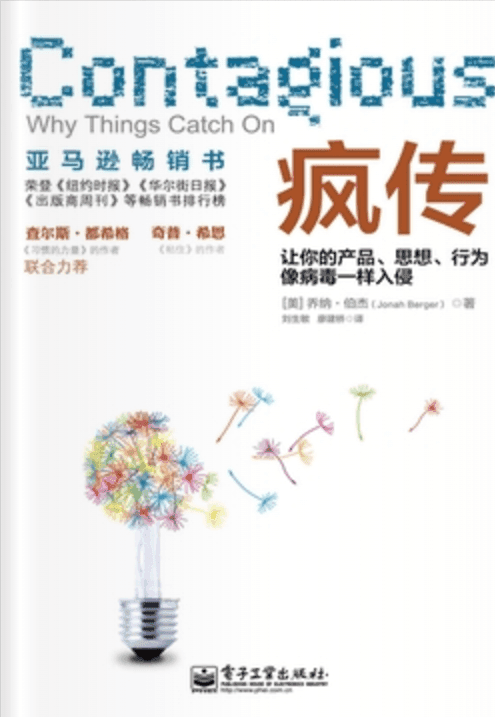 Contagious
Why Things Catch On
亚马逊畅销书
荣登《纽约时报》《华尔街日报》
《出版商周刊》等畅销书排行榜
查尔斯·都希格 奇普·希思
《习惯的力量》的作者 《粘住》的作者
联合力荐
疯传
让你的产品、思想、行为
像病毒一样入侵
[美] 乔纳·伯杰（Jonah Berger）◎著
刘生敏 廖建桥◎译
电子工业出版社
PUBLISHING HOUSE OF ELECTRONICS INDUSTRY
http://www.phei.com.cn